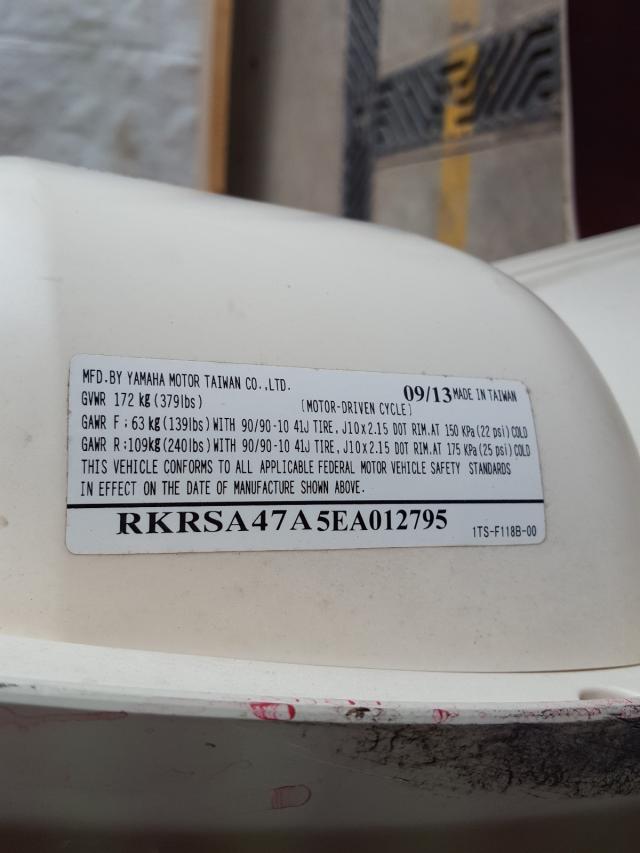 MFD.BY YAMAHA MOTOR TAIWAN CO.,LTD. 09/13 MADE IN TAIWAN
GVWR 172 kg (379lbs) (MOTOR-DRIVEN CYCLE)
GAWR F ; 63 kg (139lbs) WITH 90/90-10 41J TIRE, J10 x 2.15 DOT RIM.AT 150 KPa (22 psi) COLD
GAWR R :109kg (240lbs) WITH 90/90-10 41J TIRE, J10 x 2.15 DOT RIM.AT 175 KPa (25 psi) COLD
THIS VEHICLE CONFORMS TO ALL APPLICABLE FEDERAL MOTOR VEHICLE SAFETY STANDARDS
IN EFFECT ON THE DATE OF MANUFACTURE SHOWN ABOVE.
RKRSA47A5EA012795 1TS-F118B-00